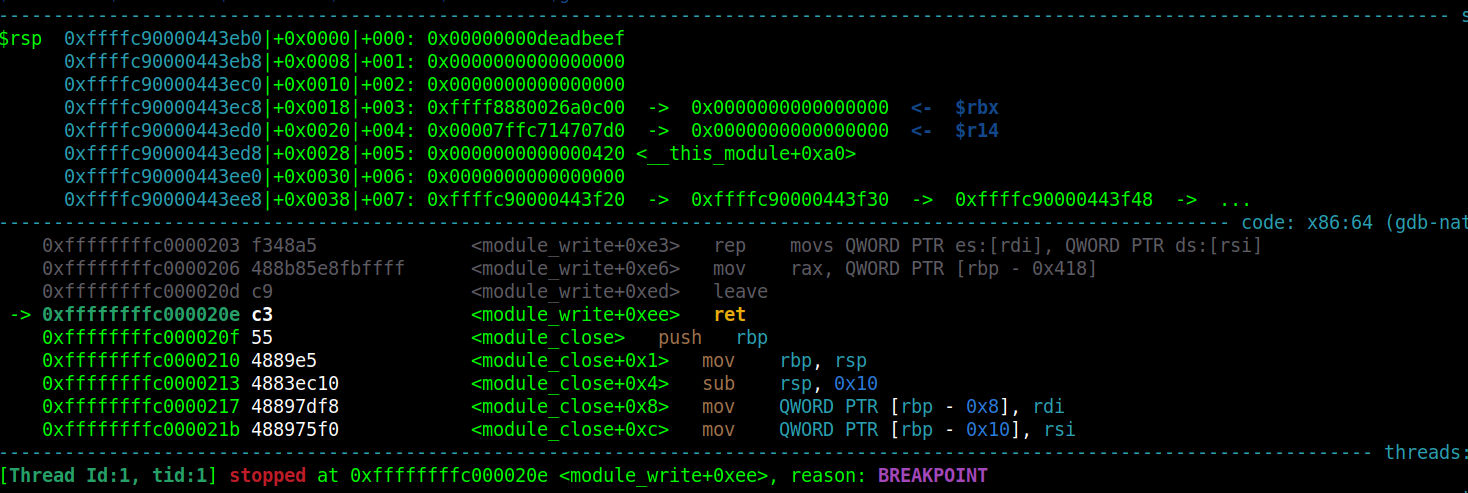 $rsp  0xffffc90000443eb0|+0x0000|+000: 0x00000000deadbeef
      0xffffc90000443eb8|+0x0008|+001: 0x0000000000000000
      0xffffc90000443ec0|+0x0010|+002: 0x0000000000000000
      0xffffc90000443ec8|+0x0018|+003: 0xffff8880026a0c00  ->  0x0000000000000000  <-  $rbx
      0xffffc90000443ed0|+0x0020|+004: 0x00007ffc714707d0  ->  0x0000000000000000  <-  $r14
      0xffffc90000443ed8|+0x0028|+005: 0x0000000000000420 <__this_module+0xa0>
      0xffffc90000443ee0|+0x0030|+006: 0x0000000000000000
      0xffffc90000443ee8|+0x0038|+007: 0xffffc90000443f20  ->  0xffffc90000443f30  ->  0xffffc90000443f48  ->  ...
code: x86:64 (gdb-nat
    0xffffffffc0000203 f348a5              <module_write+0xe3>   rep    movs QWORD PTR es:[rdi], QWORD PTR ds:[rsi]
    0xffffffffc0000206 488b85e8fbffff      <module_write+0xe6>   mov    rax, QWORD PTR [rbp - 0x418]
    0xffffffffc000020d c9                  <module_write+0xed>   leave
 -> 0xffffffffc000020e c3                  <module_write+0xee>   ret
    0xffffffffc000020f 55                  <module_close>   push   rbp
    0xffffffffc0000210 4889e5              <module_close+0x1>   mov    rbp, rsp
    0xffffffffc0000213 4883ec10            <module_close+0x4>   sub    rsp, 0x10
    0xffffffffc0000217 48897df8            <module_close+0x8>   mov    QWORD PTR [rbp - 0x8], rdi
    0xffffffffc000021b 488975f0            <module_close+0xc>   mov    QWORD PTR [rbp - 0x10], rsi
threads:
[Thread Id:1, tid:1] stopped at 0xffffffffc000020e <module_write+0xee>, reason: BREAKPOINT